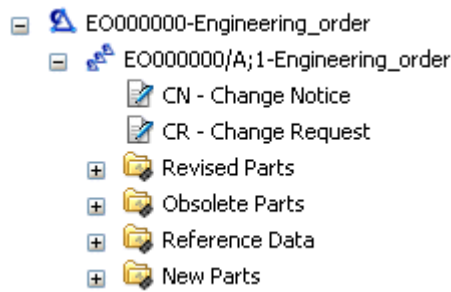 EO000000-Engineering_order
EO000000/A;1-Engineering_order
CN - Change Notice
CR - Change Request
Revised Parts
Obsolete Parts
Reference Data
New Parts